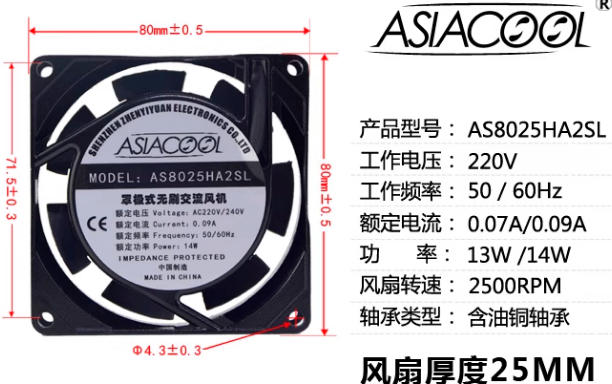 80mm±0.5
ASIACOOL®
SHENZHEN ZHENYIYUAN ELECTRONICS CO.,LTD
ASIACOOL
MODEL: AS8025HA2SL
罩极式无刷交流风机
额定电压 Voltage: AC220V/240V
额定电流 Current: 0.09A
额定频率 Frequency: 50/60Hz
额定功率 Power: 14W
CE
IMPEDANCE PROTECTED
中国制造
MADE IN CHINA
71.5±0.3
80mm±0.5
Φ4.3±0.3
产品型号： AS8025HA2SL
工作电压： 220V
工作频率： 50 / 60Hz
额定电流： 0.07A/0.09A
功 率： 13W /14W
风扇转速： 2500RPM
轴承类型： 含油铜轴承
风扇厚度25MM